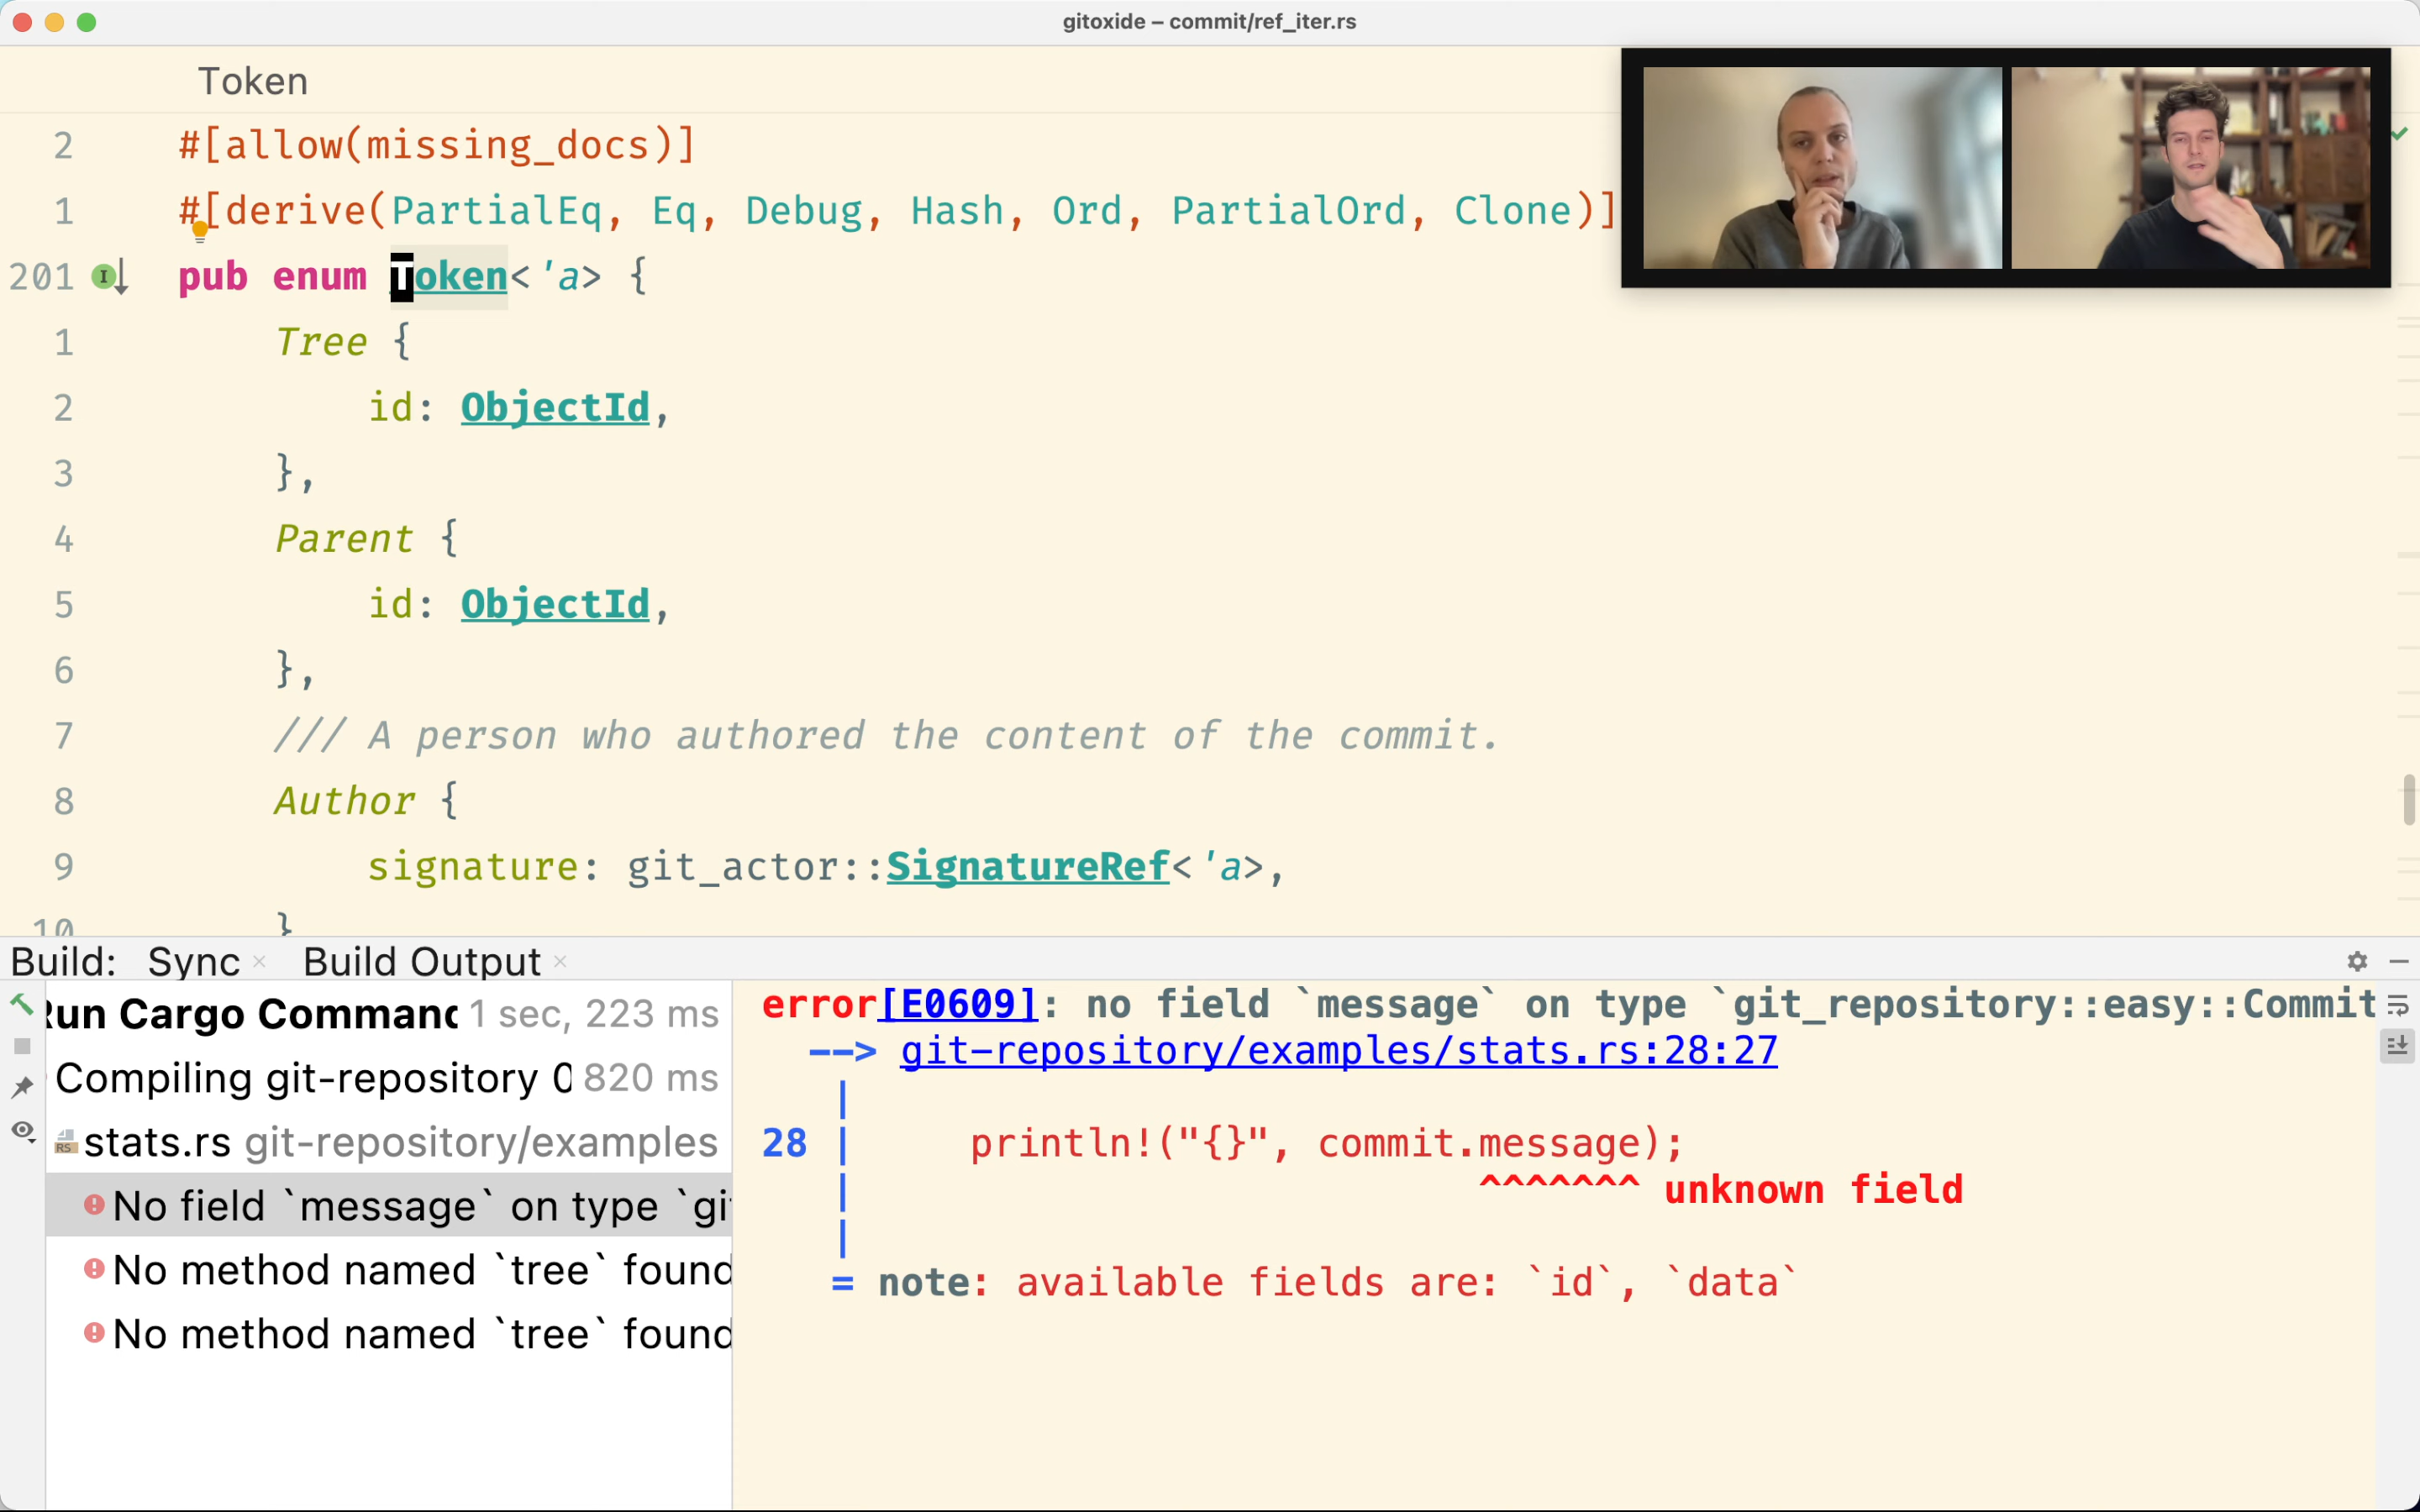 gitoxide – commit/ref_iter.rs
Token
2 #[allow(missing_docs)]
1 #[derive(PartialEq, Eq, Debug, Hash, Ord, PartialOrd, Clone)]
201 pub enum Token<'a> {
1 Tree {
2 id: ObjectId,
3 },
4 Parent {
5 id: ObjectId,
6 },
7 /// A person who authored the content of the commit.
8 Author {
9 signature: git_actor::SignatureRef<'a>,
10 }
Build: Sync × Build Output ×
Run Cargo Command 1 sec, 223 ms
Compiling git-repository 0 820 ms
stats.rs git-repository/examples
No field `message` on type `gi
No method named `tree` found
No method named `tree` found
error[E0609]: no field `message` on type `git_repository::easy::Commit
--> git-repository/examples/stats.rs:28:27
|
28 | println!("{}", commit.message);
| ^^^^^^^ unknown field
|
= note: available fields are: `id`, `data`